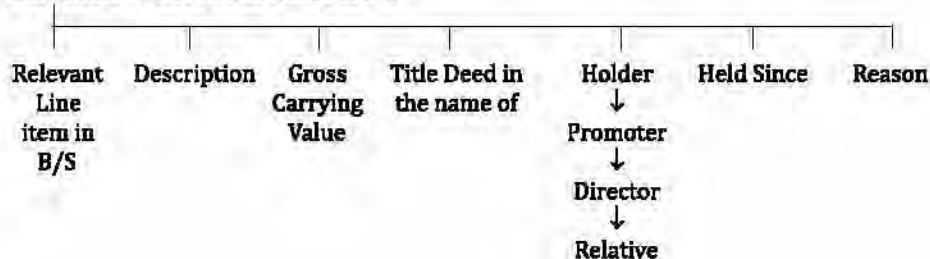 Relevant Line item in B/S
Description
Gross Carrying Value
Title Deed in the name of
Holder
↓
Promoter
↓
Director
↓
Relative
Held Since
Reason